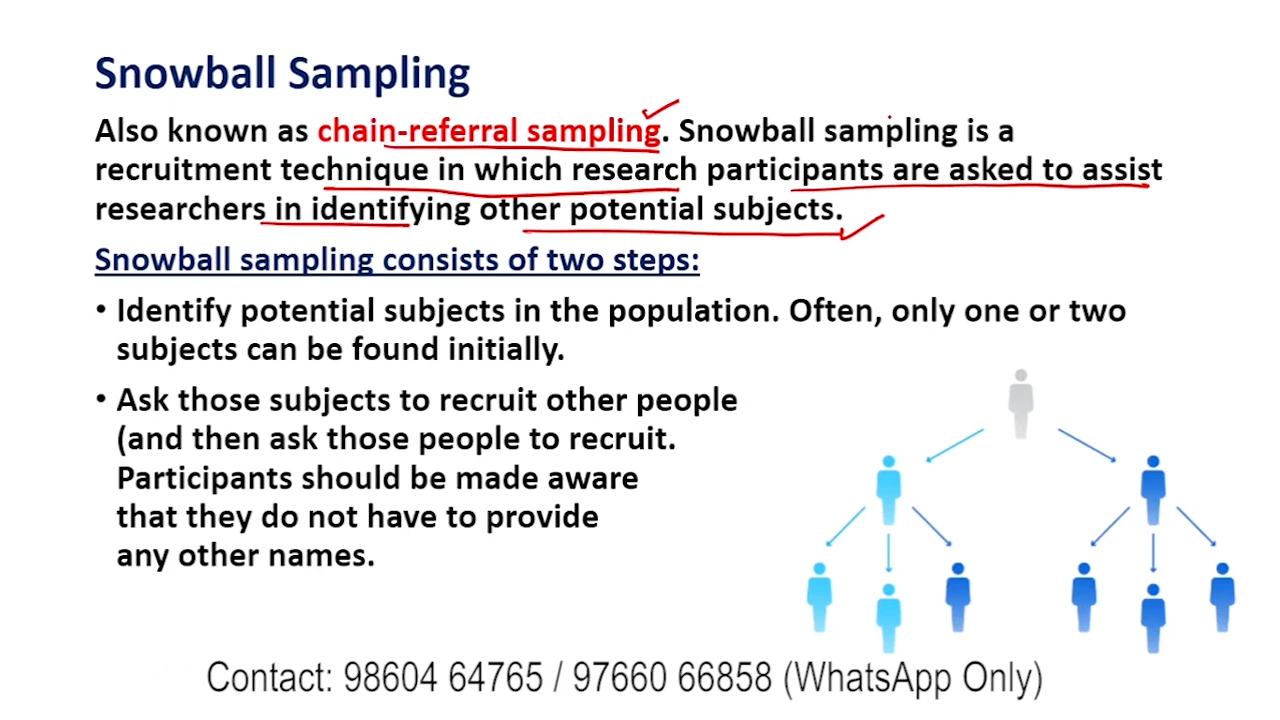 Snowball Sampling
Also known as chain-referral sampling. Snowball sampling is a
recruitment technique in which research participants are asked to assist
researchers in identifying other potential subjects.
Snowball sampling consists of two steps:
• Identify potential subjects in the population. Often, only one or two
subjects can be found initially.
• Ask those subjects to recruit other people
(and then ask those people to recruit.
Participants should be made aware
that they do not have to provide
any other names.
Contact: 98604 64765 / 97660 66858 (WhatsApp Only)